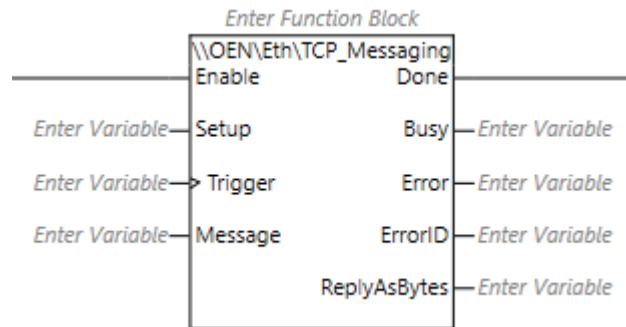 Enter Function Block
\\OEN\Eth\TCP_Messaging
Enable Done
Enter Variable Setup Busy Enter Variable
Enter Variable Trigger Error Enter Variable
Enter Variable Message ErrorID Enter Variable
ReplyAsBytes Enter Variable